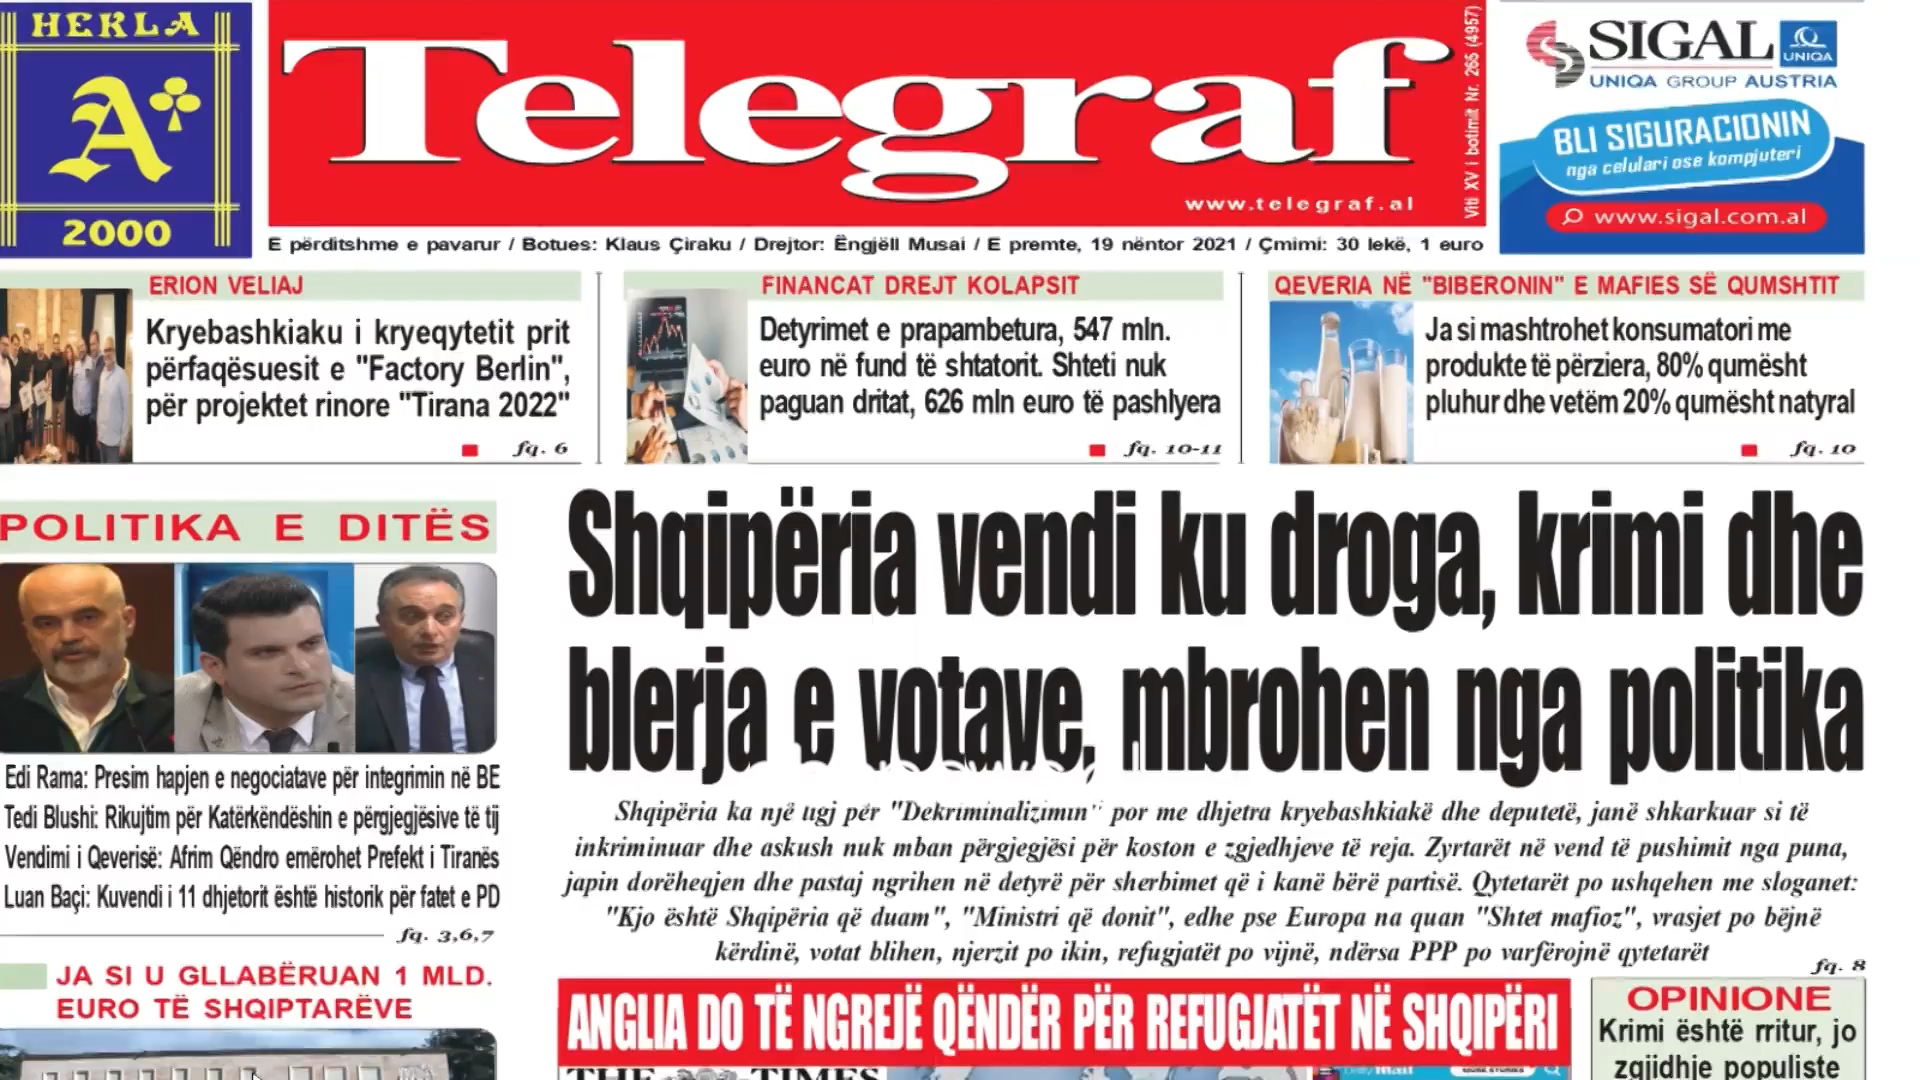 HEKLA
A
2000
Telegraf
www.telegraf.al
Viti XV i botimit Nr. 265 (4957)
SIGAL
UNIQA
UNIQA GROUP AUSTRIA
BLI SIGURACIONIN
nga celulari ose kompjuteri
www.sigal.com.al
E përditshme e pavarur / Botues: Klaus Çiraku / Drejtor: Ëngjëll Musai / E premte, 19 nëntor 2021 / Çmimi: 30 lekë, 1 euro
ERION VELIAJ
Kryebashkiaku i kryeqytetit prit
përfaqësuesit e "Factory Berlin",
për projektet rinore "Tirana 2022"
fq. 6
FINANCAT DREJT KOLAPSIT
Detyrimet e prapambetura, 547 mln.
euro në fund të shtatorit. Shteti nuk
paguan dritat, 626 mln euro të pashlyera
fq. 10-11
QEVERIA NË "BIBERONIN" E MAFIES SË QUMSHTIT
Ja si mashtrohet konsumatori me
produkte të përziera, 80% qumësht
pluhur dhe vetëm 20% qumësht natyral
fq. 10
POLITIKA E DITËS
Edi Rama: Presim hapjen e negociatave për integrimin në BE
Tedi Blushi: Rikujtim për Katërkëndëshin e përgjegjësive të tij
Vendimi i Qeverisë: Afrim Qëndro emërohet Prefekt i Tiranës
Luan Baçi: Kuvendi i 11 dhjetorit është historik për fatet e PD
fq. 3,6,7
JA SI U GLLABËRUAN 1 MLD.
EURO TË SHQIPTARËVE
Shqipëria vendi ku droga, krimi dhe
blerja e votave, mbrohen nga politika
Shqipëria ka një ligj për "Dekriminalizimin" por me dhjetra kryebashkiakë dhe deputetë, janë shkarkuar si të
inkriminuar dhe askush nuk mban përgjegjësi për koston e zgjedhjeve të reja. Zyrtarët në vend të pushimit nga puna,
japin dorëheqjen dhe pastaj ngrihen në detyrë për sherbimet që i kanë bërë partisë. Qytetarët po ushqehen me sloganet:
"Kjo është Shqipëria që duam", "Ministri që donit", edhe pse Europa na quan "Shtet mafioz", vrasjet po bëjnë
kërdinë, votat blihen, njerzit po ikin, refugjatët po vijnë, ndërsa PPP po varfërojnë qytetarët
fq. 8
ANGLIA DO TË NGREJË QËNDËR PËR REFUGJATËT NË SHQIPËRI
THE TIMES
OPINIONE
Krimi është rritur, jo
zgjidhje populiste